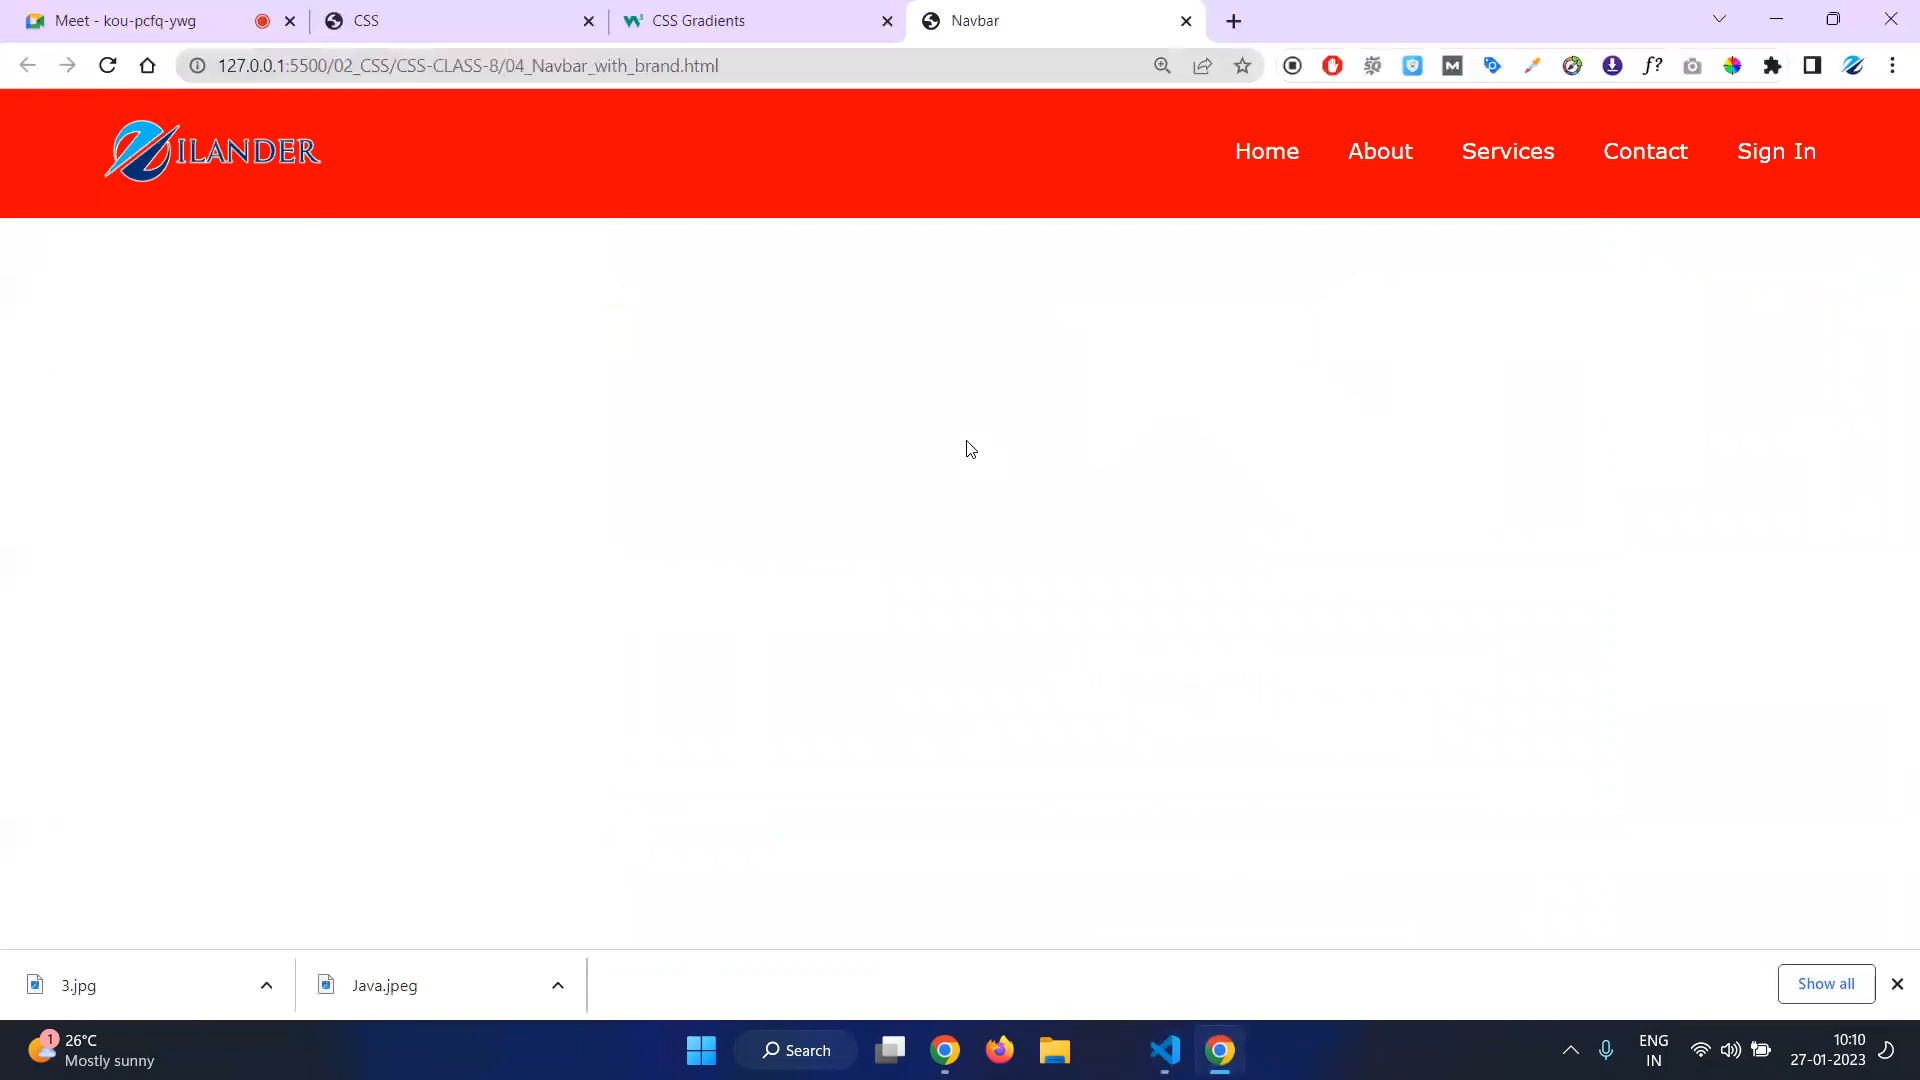 Meet - kou-pcfq-ywg
CSS
CSS Gradients
Navbar
127.0.0.1:5500/02_CSS/CSS-CLASS-8/04_Navbar_with_brand.html
ILANDER
Home
About
Services
Contact
Sign In
3.jpg
Java.jpeg
Show all
1
26°C
Mostly sunny
Search
ENG
IN
10:10
27-01-2023